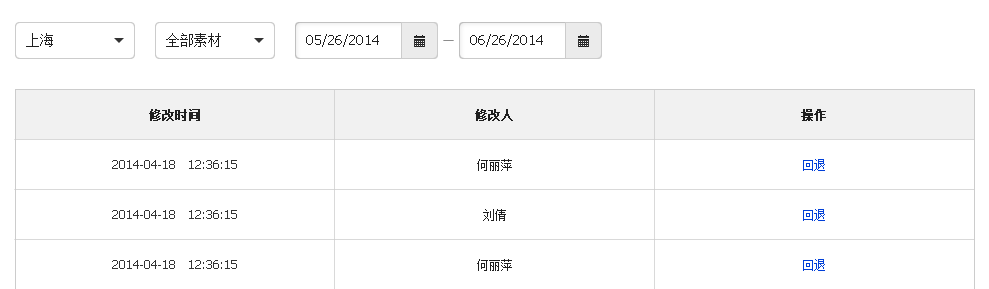 上海 全部素材 05/26/2014 — 06/26/2014
修改时间 修改人 操作
2014-04-18 12:36:15 何丽萍 回退
2014-04-18 12:36:15 刘倩 回退
2014-04-18 12:36:15 何丽萍 回退